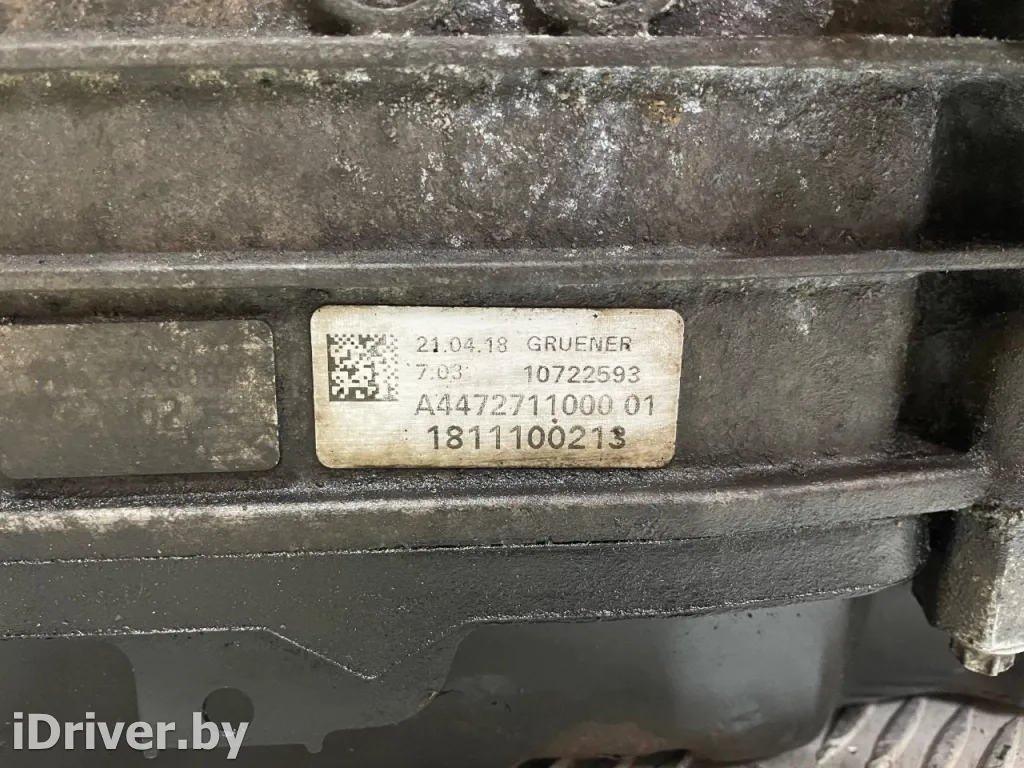 21.04.18 GRUENER
7.03 10722593
A4472711000 01
1811100213
iDriver.by